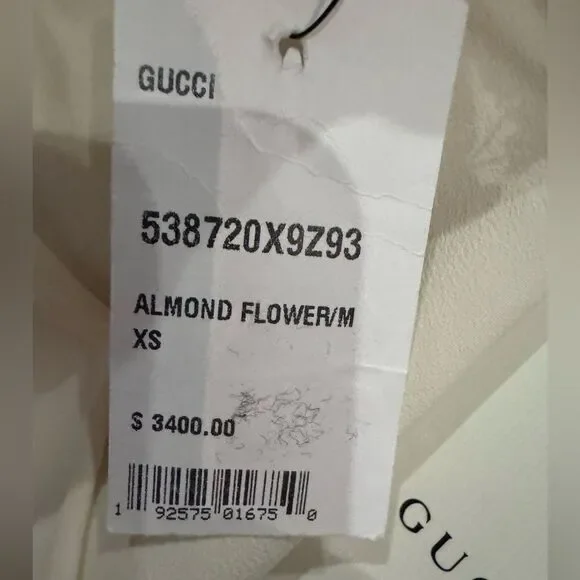 GUCCI
538720X9Z93
ALMOND FLOWER/M
XS
$ 3400.00
1 92575 01675 0
GUC